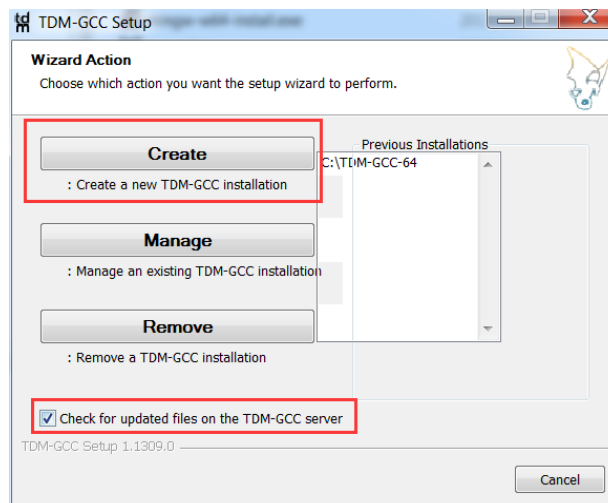 TDM-GCC Setup
Wizard Action
Choose which action you want the setup wizard to perform.
Create
: Create a new TDM-GCC installation
Previous Installations
C:\TDM-GCC-64
Manage
: Manage an existing TDM-GCC installation
Remove
: Remove a TDM-GCC installation
Check for updated files on the TDM-GCC server
TDM-GCC Setup 1.1309.0
Cancel